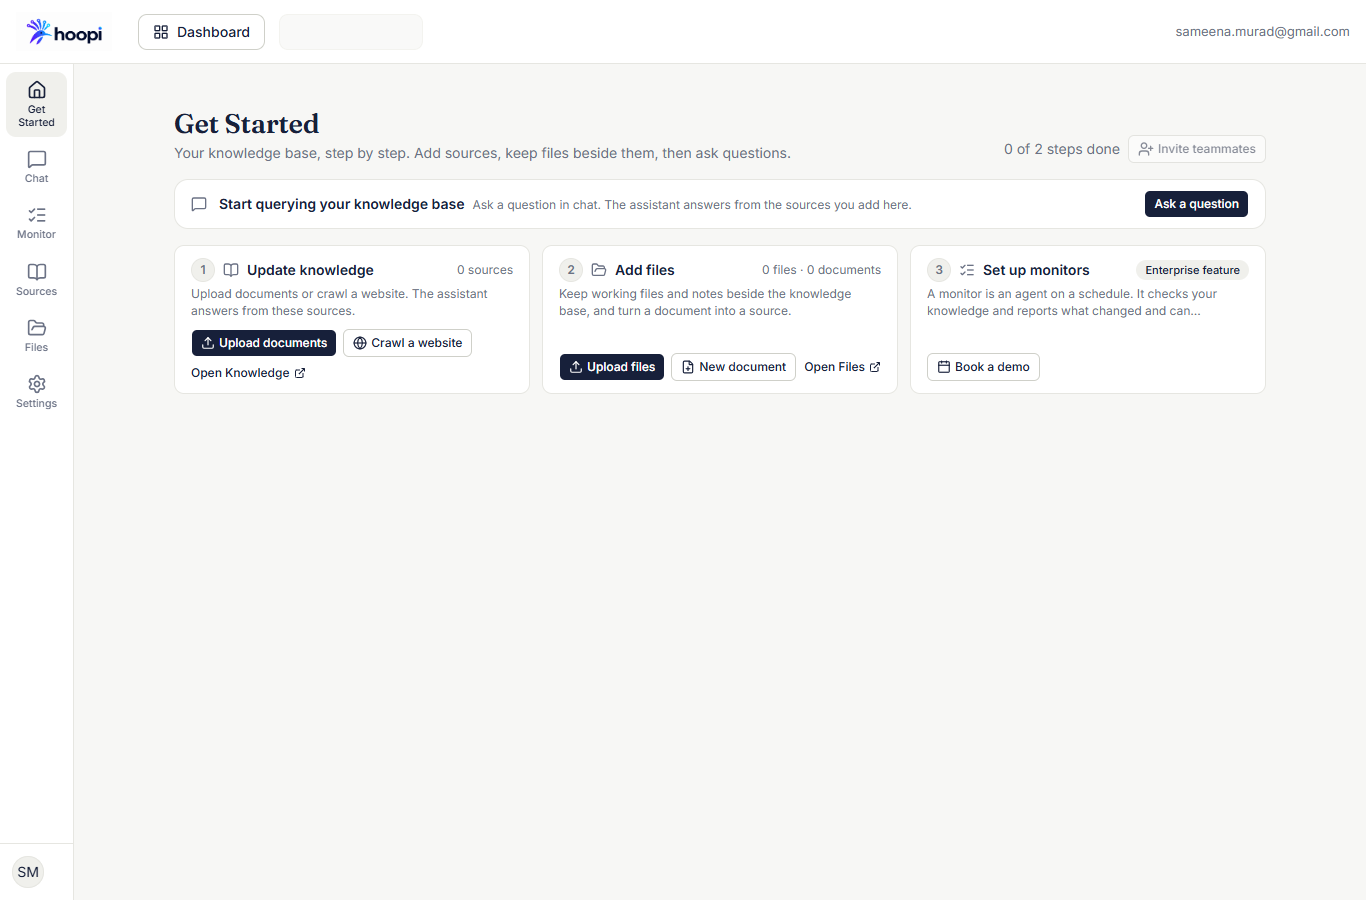 hoopi
Dashboard
sameena.murad@gmail.com
Get
Started
Chat
Monitor
Sources
Files
Settings
SM
Get Started
Your knowledge base, step by step. Add sources, keep files beside them, then ask questions.
0 of 2 steps done
Invite teammates
Start querying your knowledge base
Ask a question in chat. The assistant answers from the sources you add here.
Ask a question
1
Update knowledge
0 sources
Upload documents or crawl a website. The assistant
answers from these sources.
Upload documents
Crawl a website
Open Knowledge
2
Add files
0 files · 0 documents
Keep working files and notes beside the knowledge
base, and turn a document into a source.
Upload files
New document
Open Files
3
Set up monitors
Enterprise feature
A monitor is an agent on a schedule. It checks your
knowledge and reports what changed and can...
Book a demo